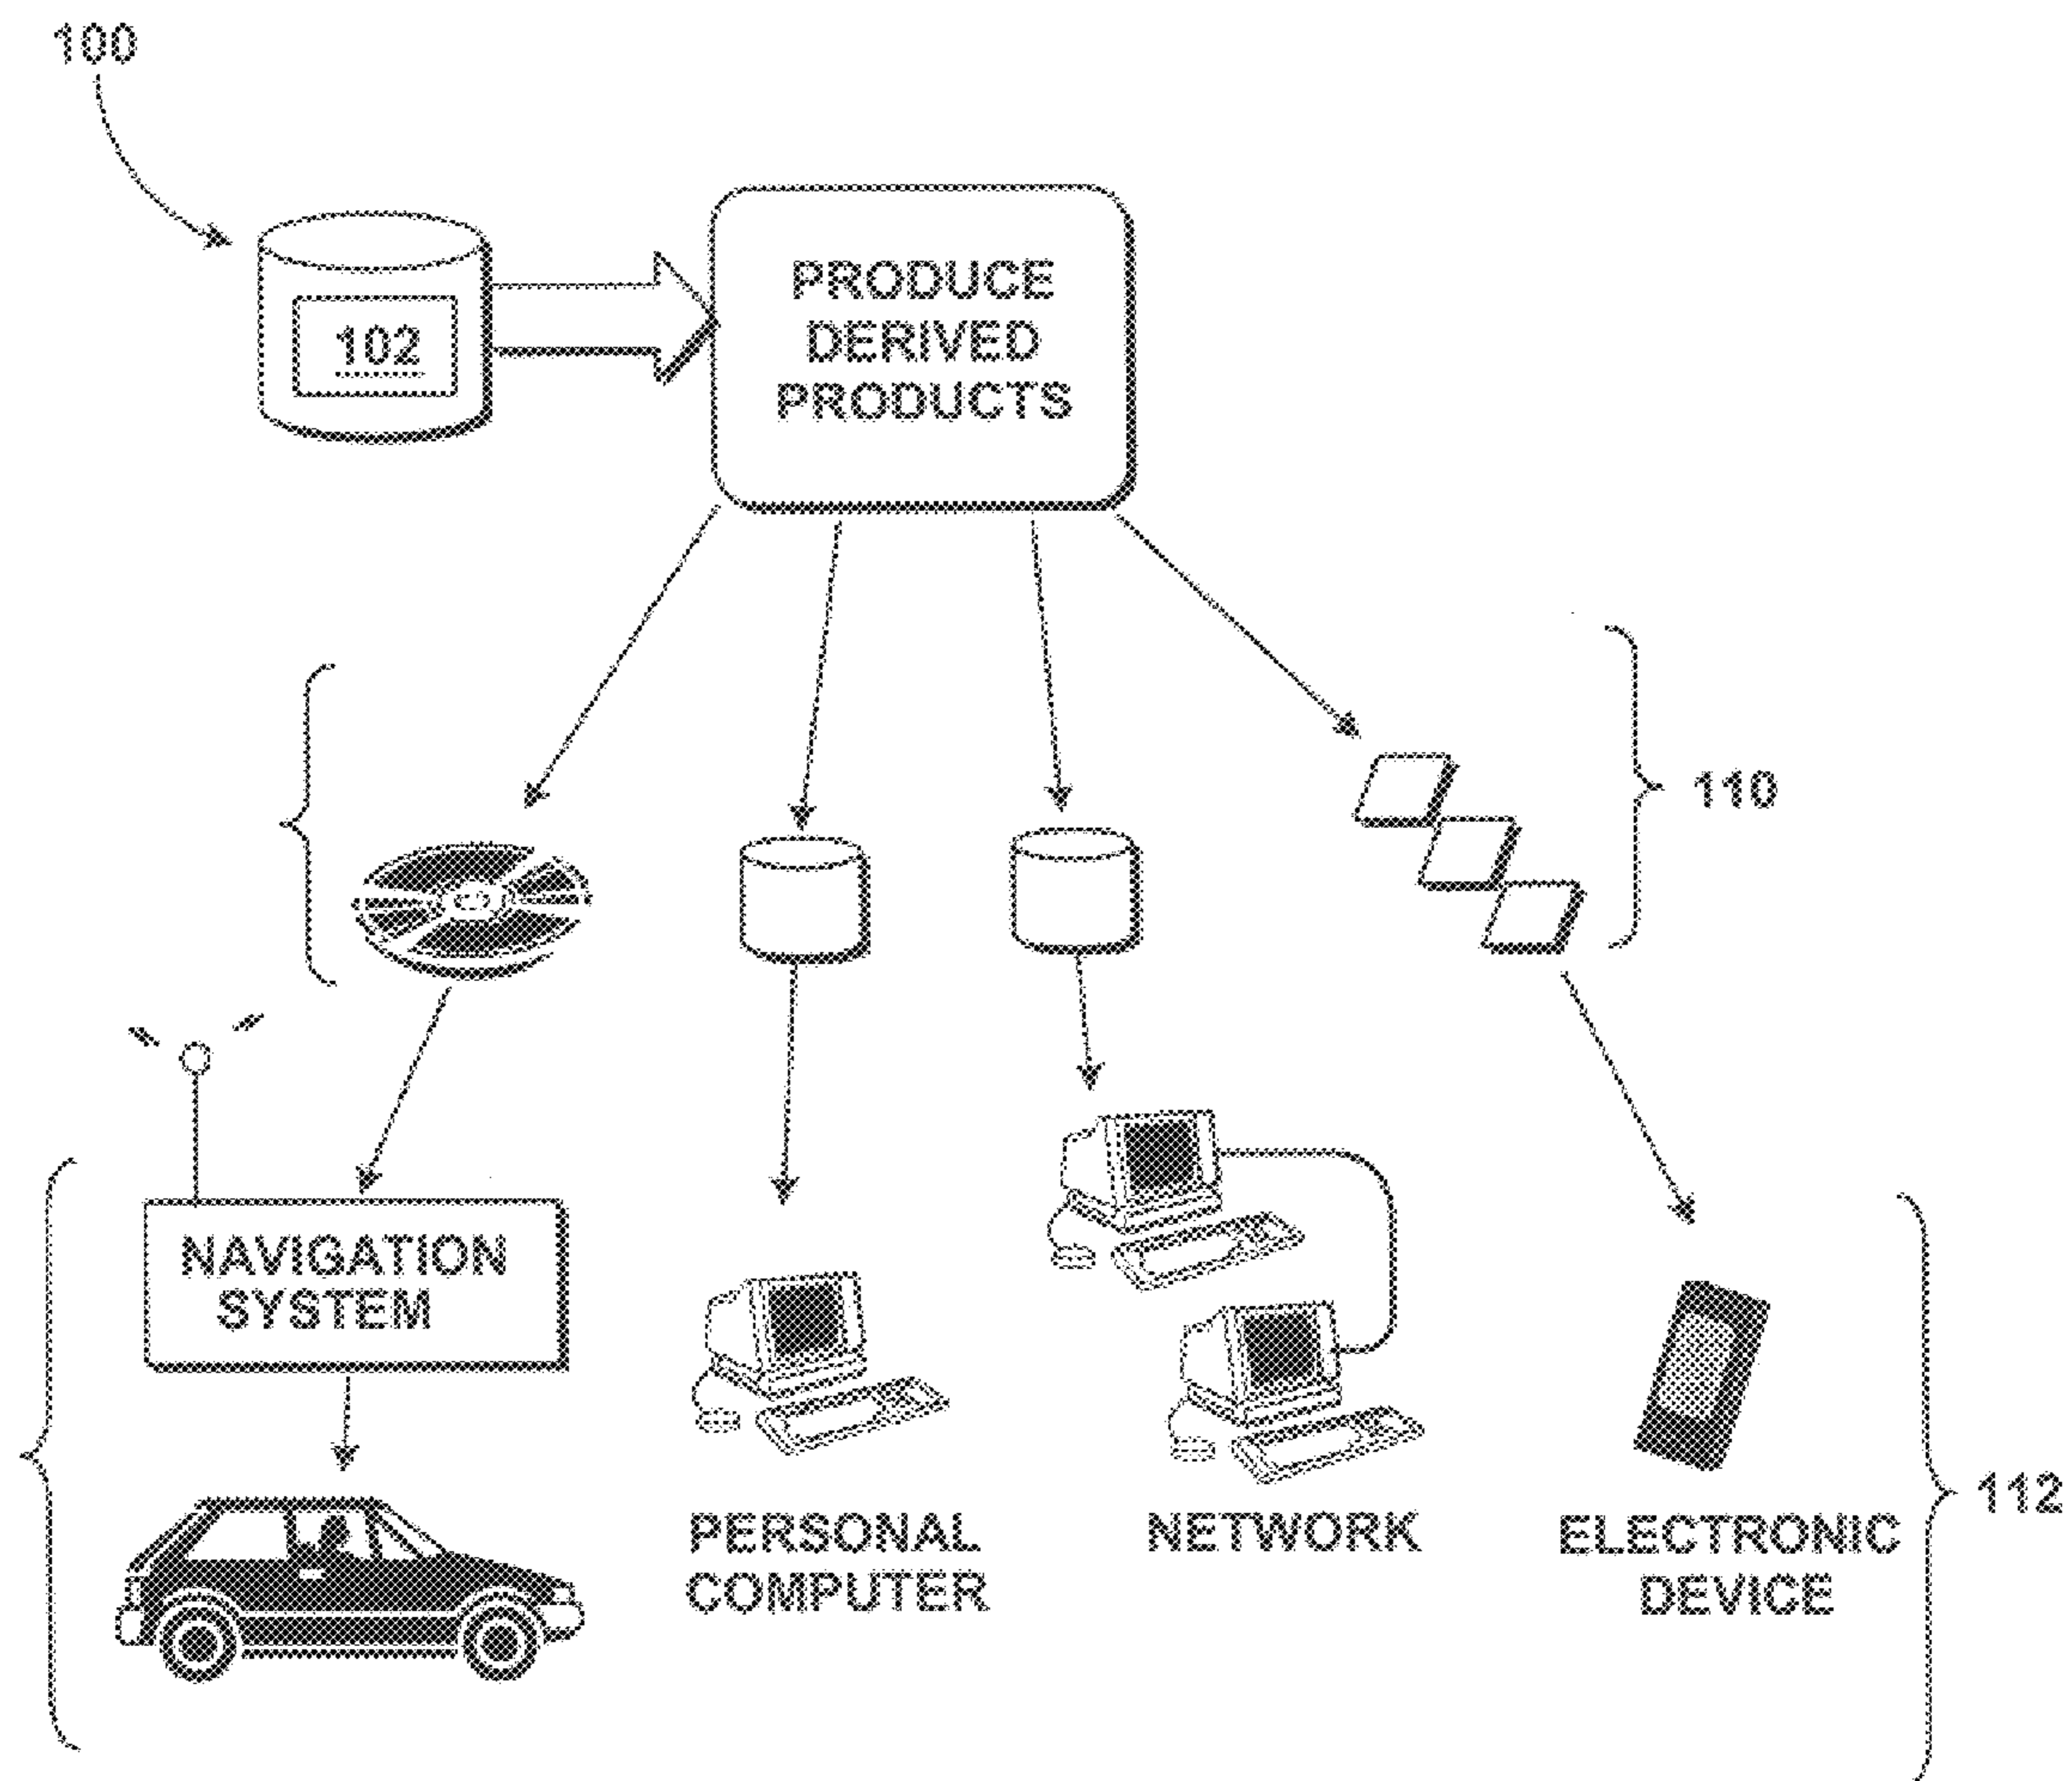 100
102
PRODUCE
DERIVED
PRODUCTS
110
NAVIGATION
SYSTEM
PERSONAL
COMPUTER
NETWORK
ELECTRONIC
DEVICE
112